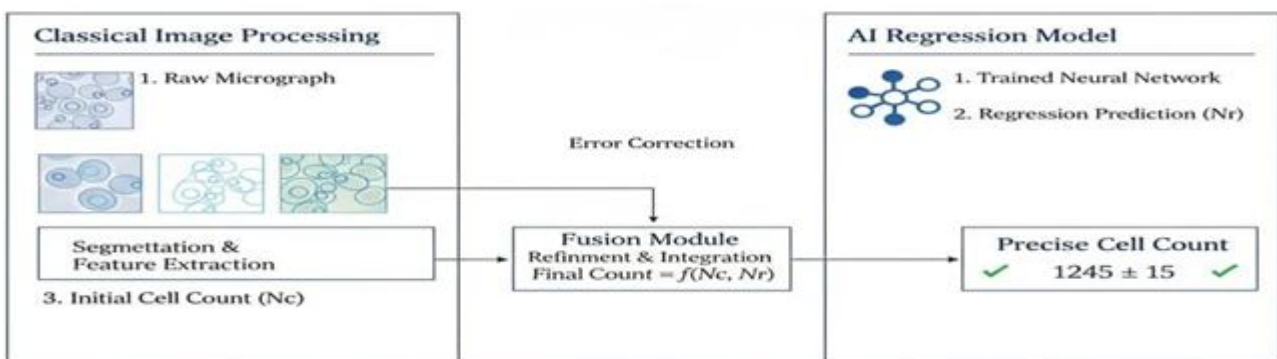 Classical Image Processing
1. Raw Micrograph
Segmettation &
Feature Extraction
3. Initial Cell Count (Nc)
Error Correction
Fusion Module
Refinment & Integration
Final Count = f(Nc, Nr)
AI Regression Model
1. Trained Neural Network
2. Regression Prediction (Nr)
Precise Cell Count
✓ 1245 ± 15 ✓